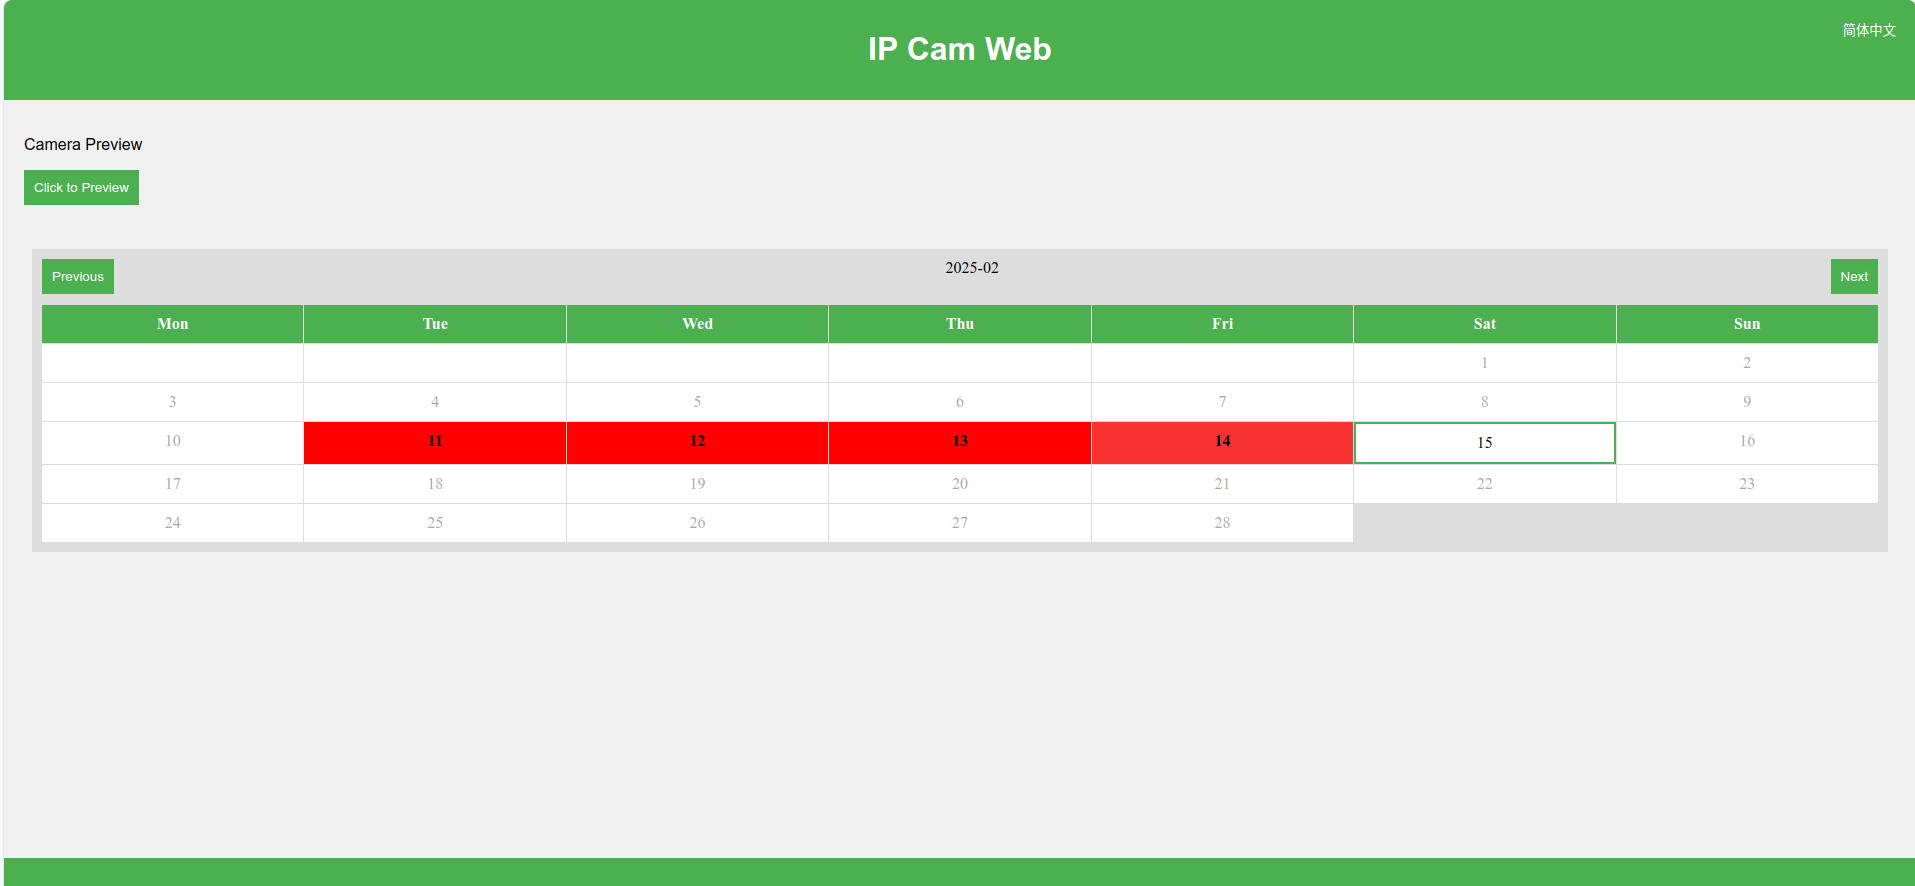 IP Cam Web
简体中文
Camera Preview
Click to Preview
Previous 2025-02 Next
Mon Tue Wed Thu Fri Sat Sun
1 2
3 4 5 6 7 8 9
10 11 12 13 14 15 16
17 18 19 20 21 22 23
24 25 26 27 28